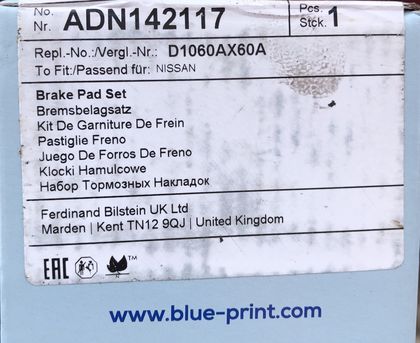 No. ADN142117 Pcs. 1
Nr. Stck.
Repl.-No./Vergl.-Nr.: D1060AX60A
To Fit:/Passend für: NISSAN
Brake Pad Set
Bremsbelagsatz
Kit De Garniture De Frein
Pastiglie Freno
Juego De Forros De Freno
Klocki Hamulcowe
Набор Тормозных Накладок
Ferdinand Bilstein UK Ltd
Marden | Kent TN12 9QJ | United Kingdom
EAC TM
www.blue-print.com